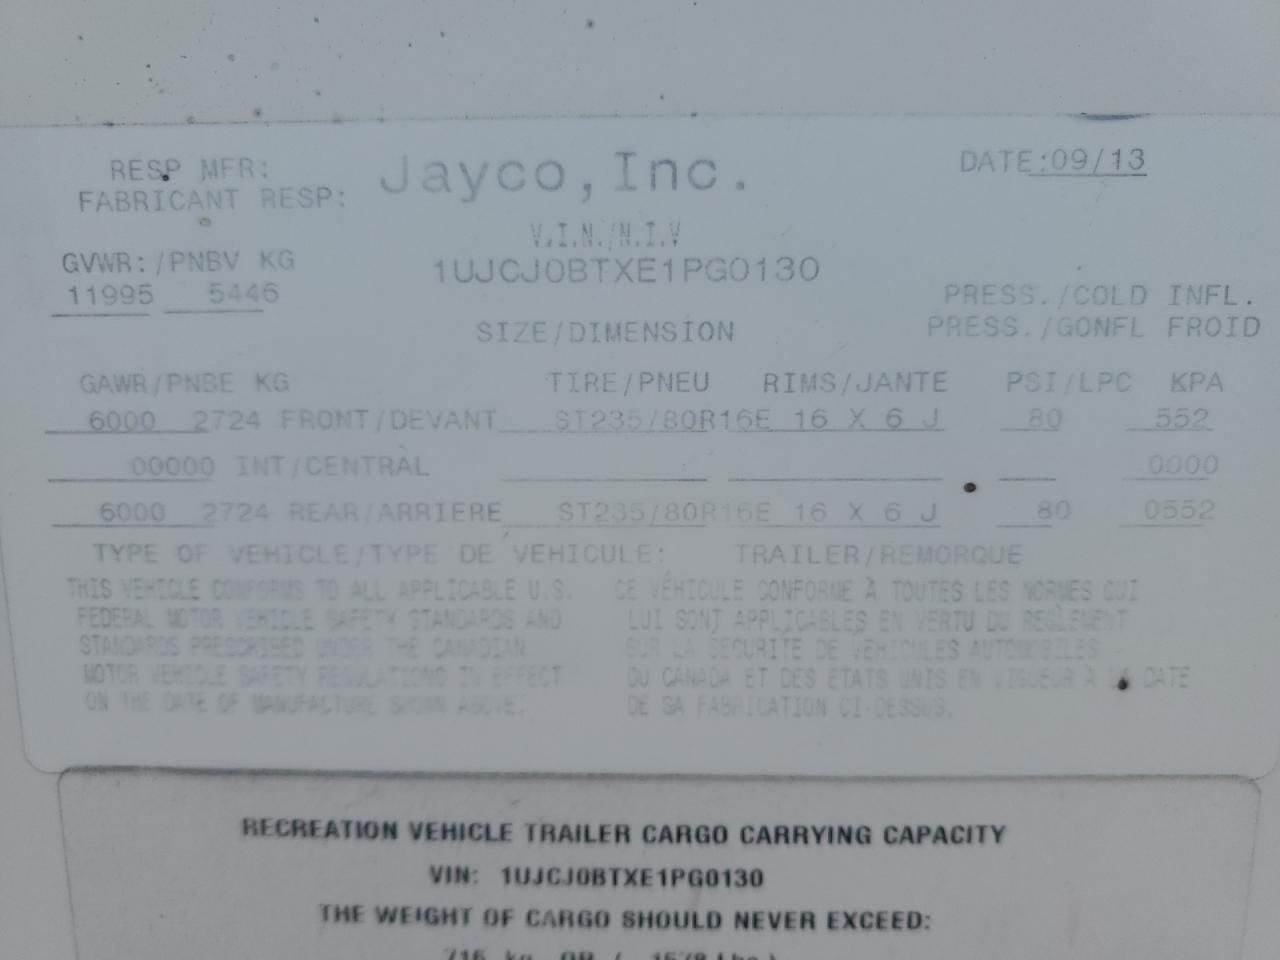 RESP MFR: Jayco, Inc. DATE:09/13
FABRICANT RESP:
V.I.N./N.I.V
GVWR:/PNBV KG 1UJCJ0BTXE1PG0130
11995 5446 PRESS./COLD INFL.
SIZE/DIMENSION PRESS./GONFL FROID
GAWR/PNBE KG TIRE/PNEU RIMS/JANTE PSI/LPC KPA
6000 2724 FRONT/DEVANT ST235/80R16E 16 X 6 J 80 552
00000 INT/CENTRAL 0000
6000 2724 REAR/ARRIERE ST235/80R16E 16 X 6 J 80 0552
TYPE OF VEHICLE/TYPE DE VEHICULE: TRAILER/REMORQUE
THIS VEHICLE CONFORMS TO ALL APPLICABLE U.S. CE VÉHICULE CONFORME À TOUTES LES NORMES QUI
FEDERAL MOTOR VEHICLE SAFETY STANDARDS AND LUI SONT APPLICABLES EN VERTU DU REGLEMENT
STANDARDS PRESCRIBED UNDER THE CANADIAN SUR LA SECURITE DE VEHICULES AUTOMOBILES
MOTOR VEHICLE SAFETY REGULATIONS IN EFFECT DU CANADA ET DES ETATS UNIS EN VIGUEUR À LA DATE
ON THE DATE OF MANUFACTURE SHOWN ABOVE. DE SA FABRICATION CI-DESSUS.
RECREATION VEHICLE TRAILER CARGO CARRYING CAPACITY
VIN: 1UJCJ0BTXE1PG0130
THE WEIGHT OF CARGO SHOULD NEVER EXCEED:
kg OR (